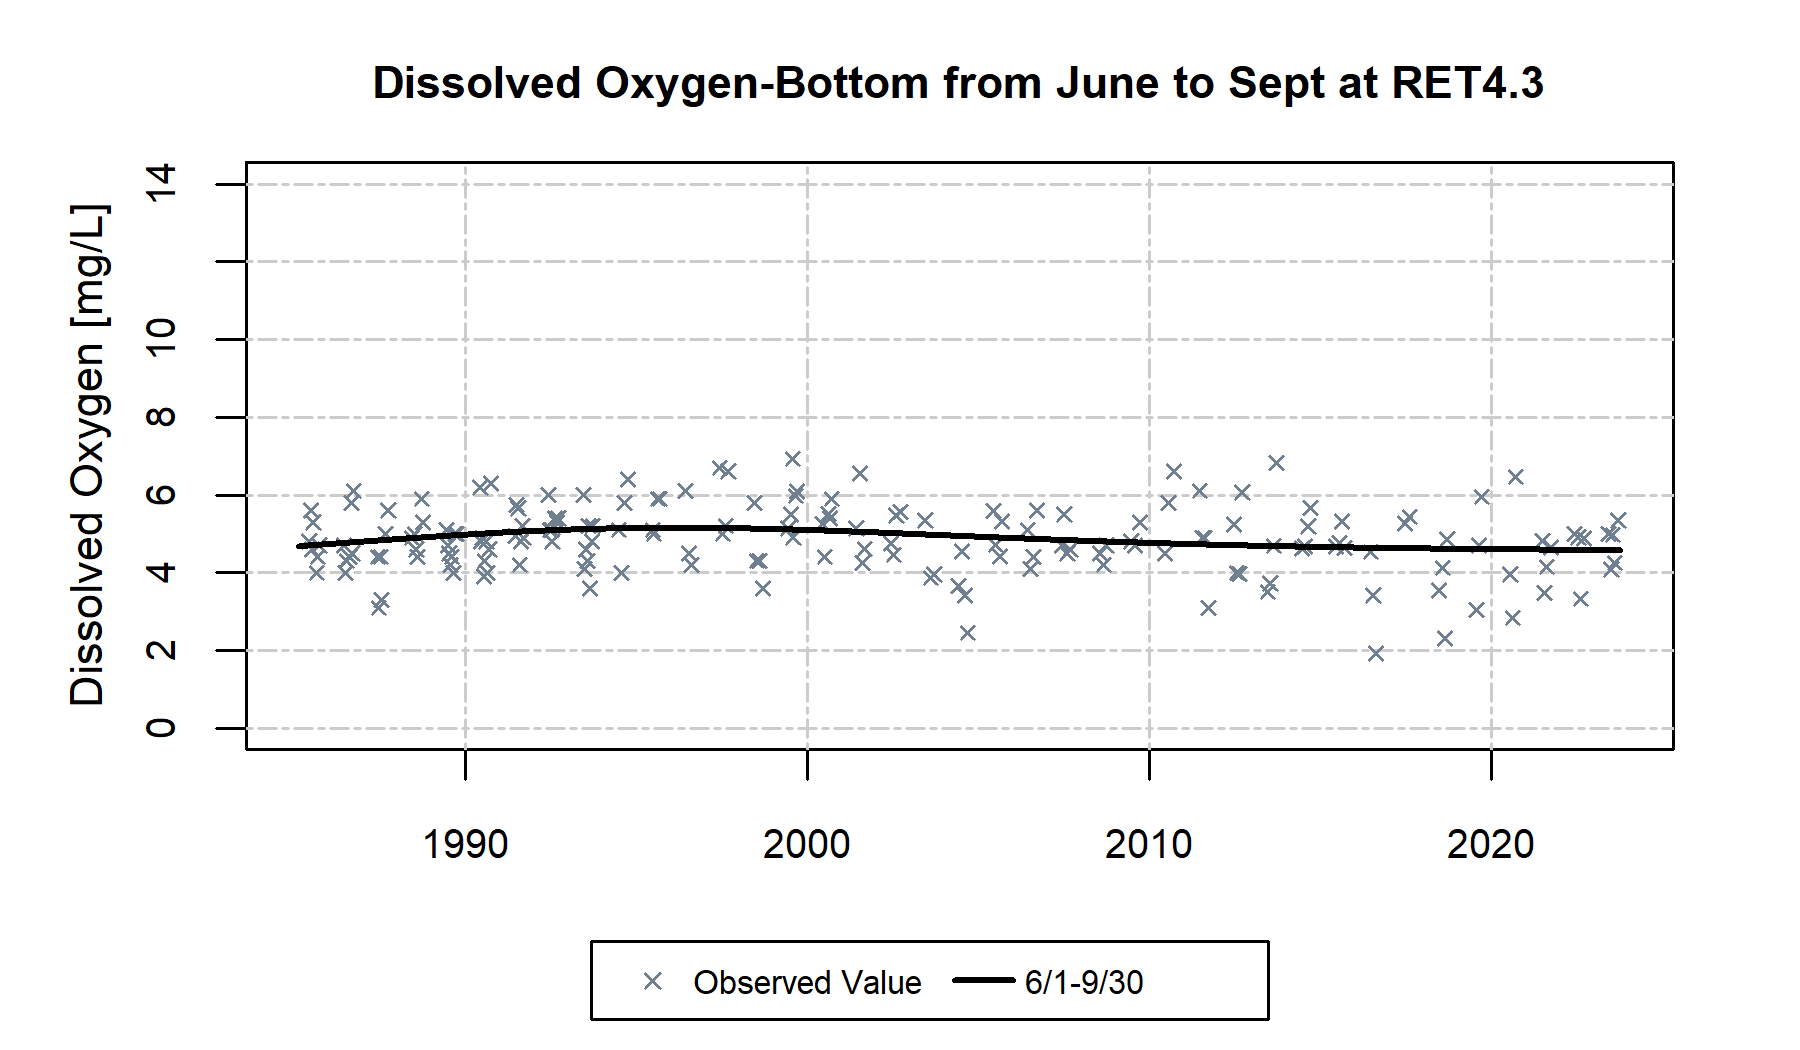 Dissolved Oxygen-Bottom from June to Sept at RET4.3
Dissolved Oxygen [mg/L]
14
10
8
6
4
2
0
1990 2000 2010 2020
Observed Value 6/1-9/30